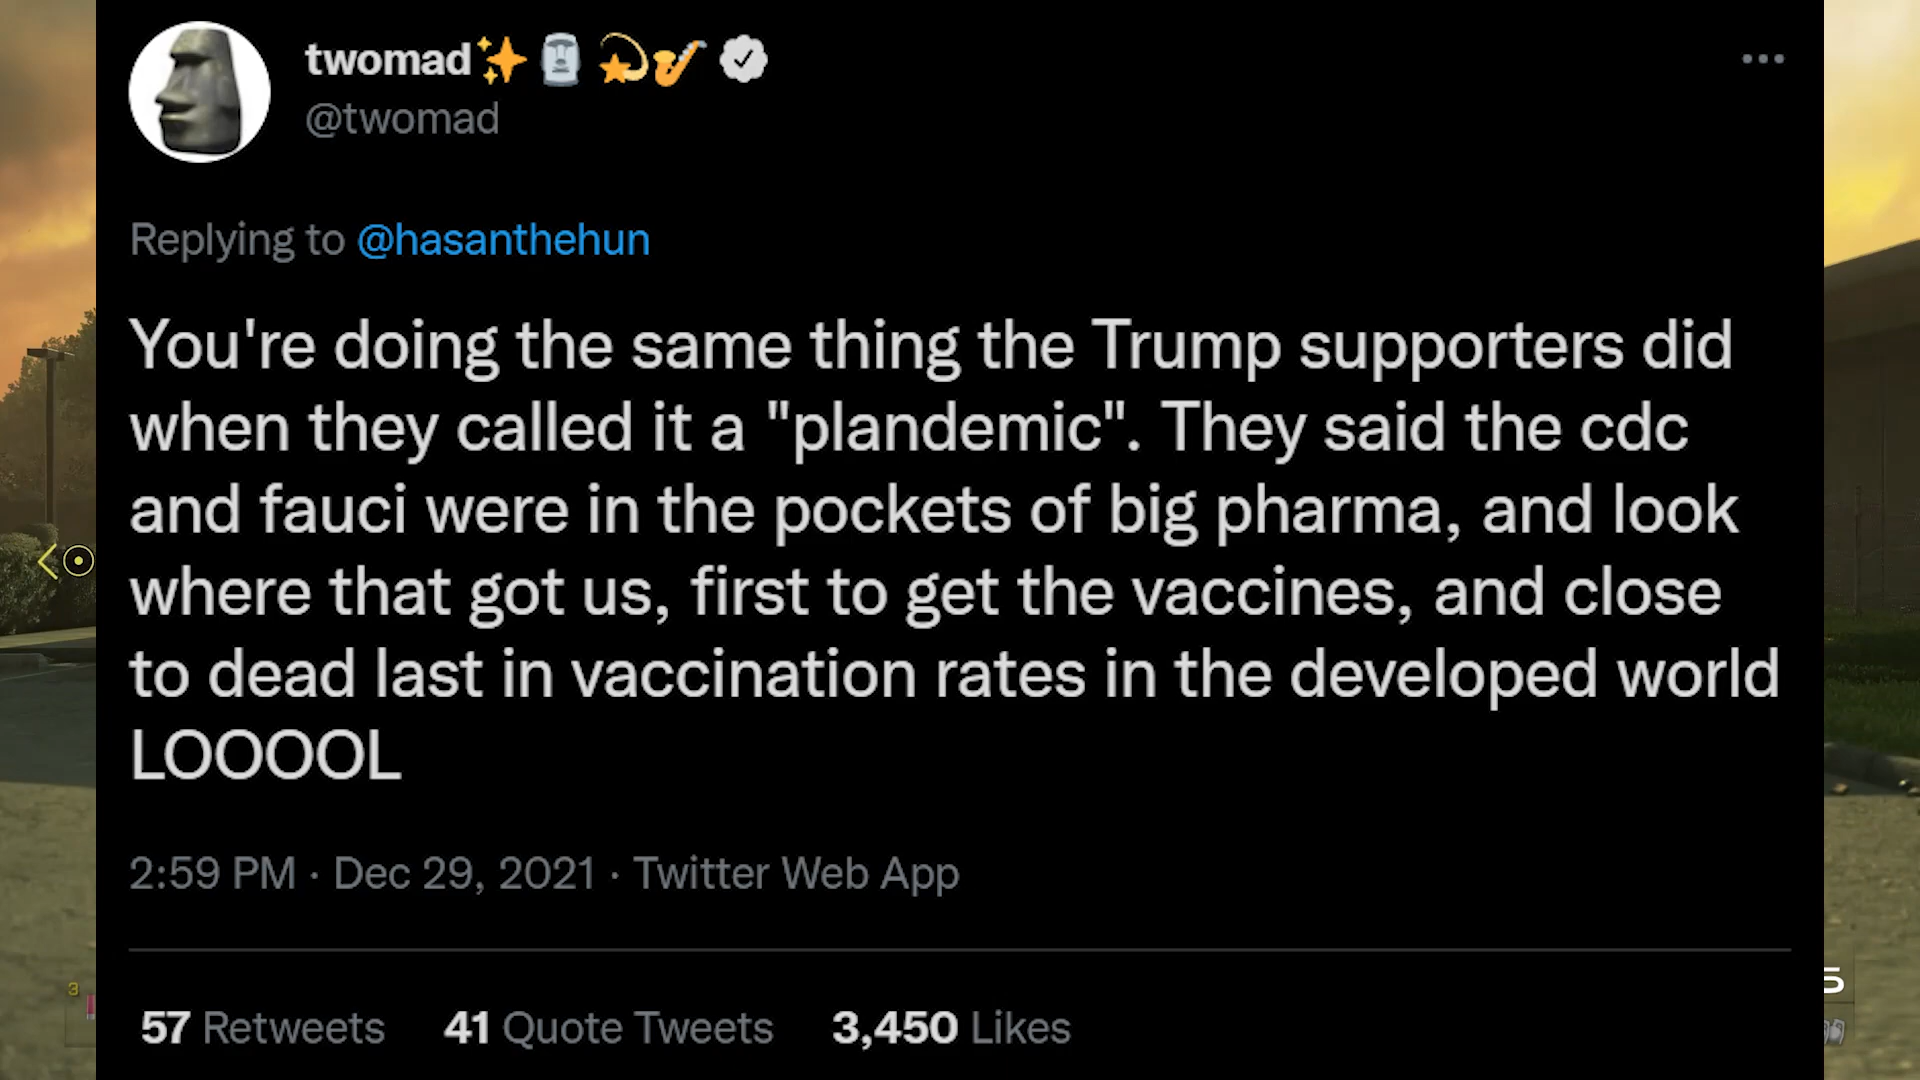 twomad
@twomad
Replying to @hasanthehun
You're doing the same thing the Trump supporters did
when they called it a "plandemic". They said the cdc
and fauci were in the pockets of big pharma, and look
where that got us, first to get the vaccines, and close
to dead last in vaccination rates in the developed world
LOOOOL
2:59 PM · Dec 29, 2021 · Twitter Web App
3
5
57 Retweets 41 Quote Tweets 3,450 Likes